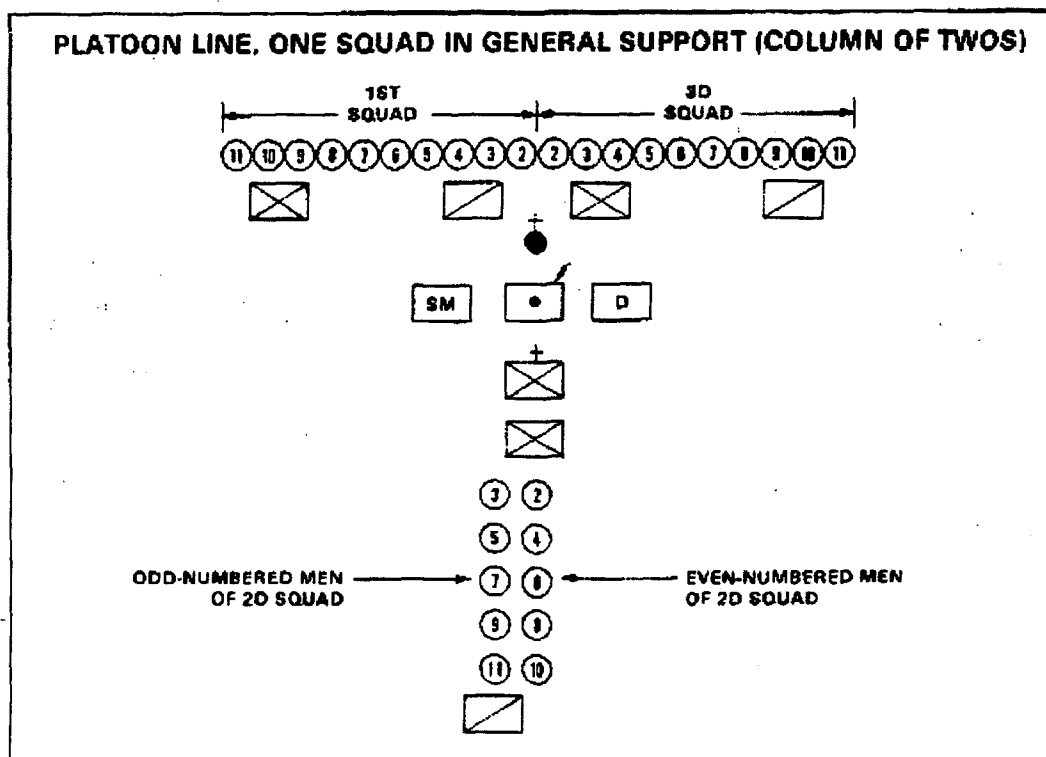 PLATOON LINE, ONE SQUAD IN GENERAL SUPPORT (COLUMN OF TWOS)
1ST SQUAD
3D SQUAD
11 10 9 8 7 6 5 4 3 2 2 3 4 5 6 7 8 9 10 11
SM D
3 2
5 4
ODD-NUMBERED MEN 7 6 EVEN-NUMBERED MEN
OF 2D SQUAD OF 2D SQUAD
9 8
11 10